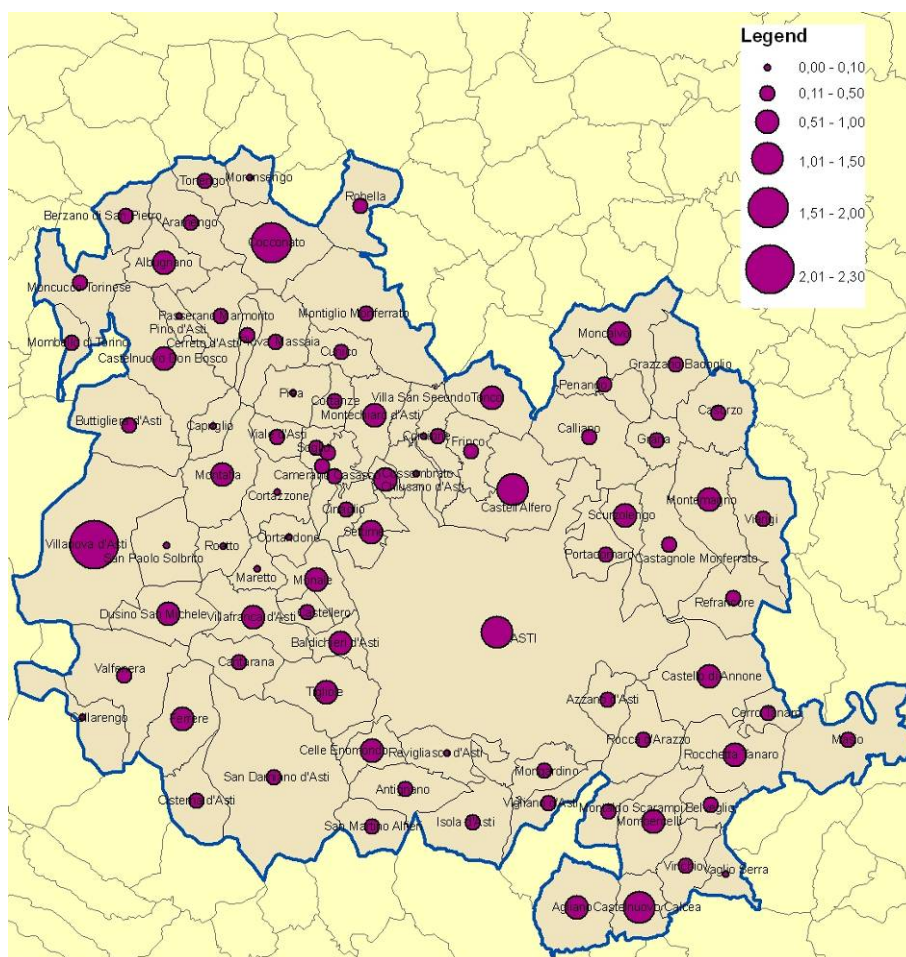 Legend
0,00 - 0,10
0,11 - 0,50
0,51 - 1,00
1,01 - 1,50
1,51 - 2,00
2,01 - 2,30
Tonengo
Moransengo
Robella
Berzano di San Pietro
Aramengo
Cocconato
Albugnano
Moncucco Torinese
Passerano Marmorito
Montiglio Monferrato
Pino d'Asti
Cerreto d'Asti
Piova' Massaia
Moncalvo
Mombello di Torino
Castelnuovo Don Bosco
Cunico
Grazzano Badoglio
Penango
Piea
Villa San Secondo
Tonco
Cortanze
Montechiaro d'Asti
Casorzo
Buttigliera d'Asti
Capriglio
Viale d'Asti
Frinco
Calliano
Grana
Soglio
Camerano Casasco
Cossombrato
Chiusano d'Asti
Montafia
Cortazzone
Castell'Alfero
Montemagno
Cinaglio
Scurzolengo
Viarigi
Settime
Villanova d'Asti
San Paolo Solbrito
Roatto
Cortandone
Castagnole Monferrato
Portacomaro
Maretto
Monale
Refrancore
Dusino San Michele
Villafranca d'Asti
Castellero
Baldichieri d'Asti
ASTI
Valfenera
Cantarana
Castello di Annone
Tigliole
Azzano d'Asti
Cellarengo
Ferrere
Cerro Tanaro
Rocca d'Arazzo
Masio
Celle Enomondo
Revigliasco d'Asti
Rocchetta Tanaro
Mongardino
San Damiano d'Asti
Antignano
Cisterna d'Asti
Vigliano d'Asti
Belveglio
Isola d'Asti
San Martino Alfieri
Mombercelli
Vinchio
Vaglio Serra
Agliano
Castelnuovo Calcea